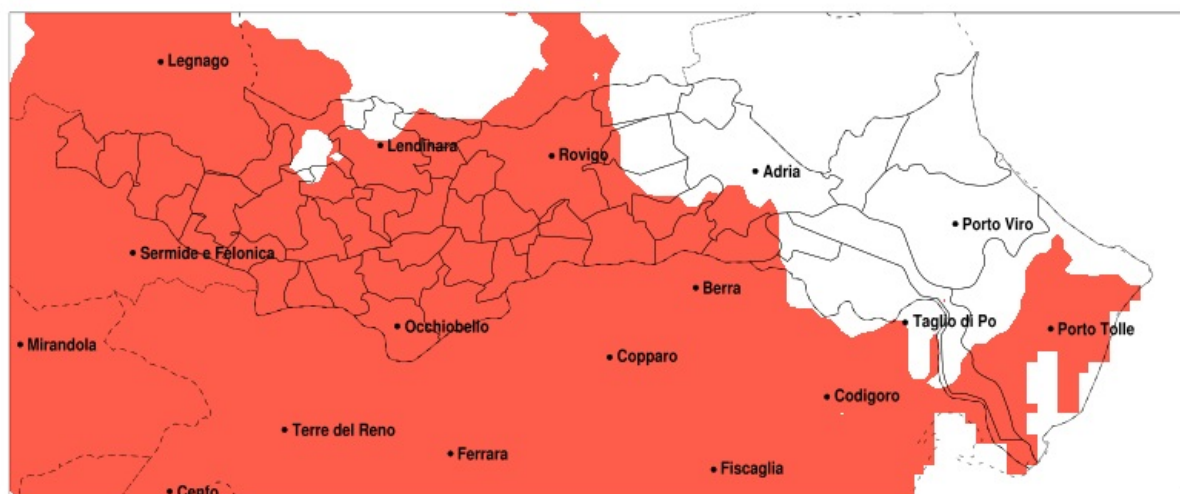 Legnago
Lendinara
Rovigo
Adria
Porto Viro
Sermide e Felonica
Berra
Taglio di Po
Porto Tolle
Occhiobello
Mirandola
Copparo
Codigoro
Terre del Reno
Ferrara
Fiscaglia
Cento